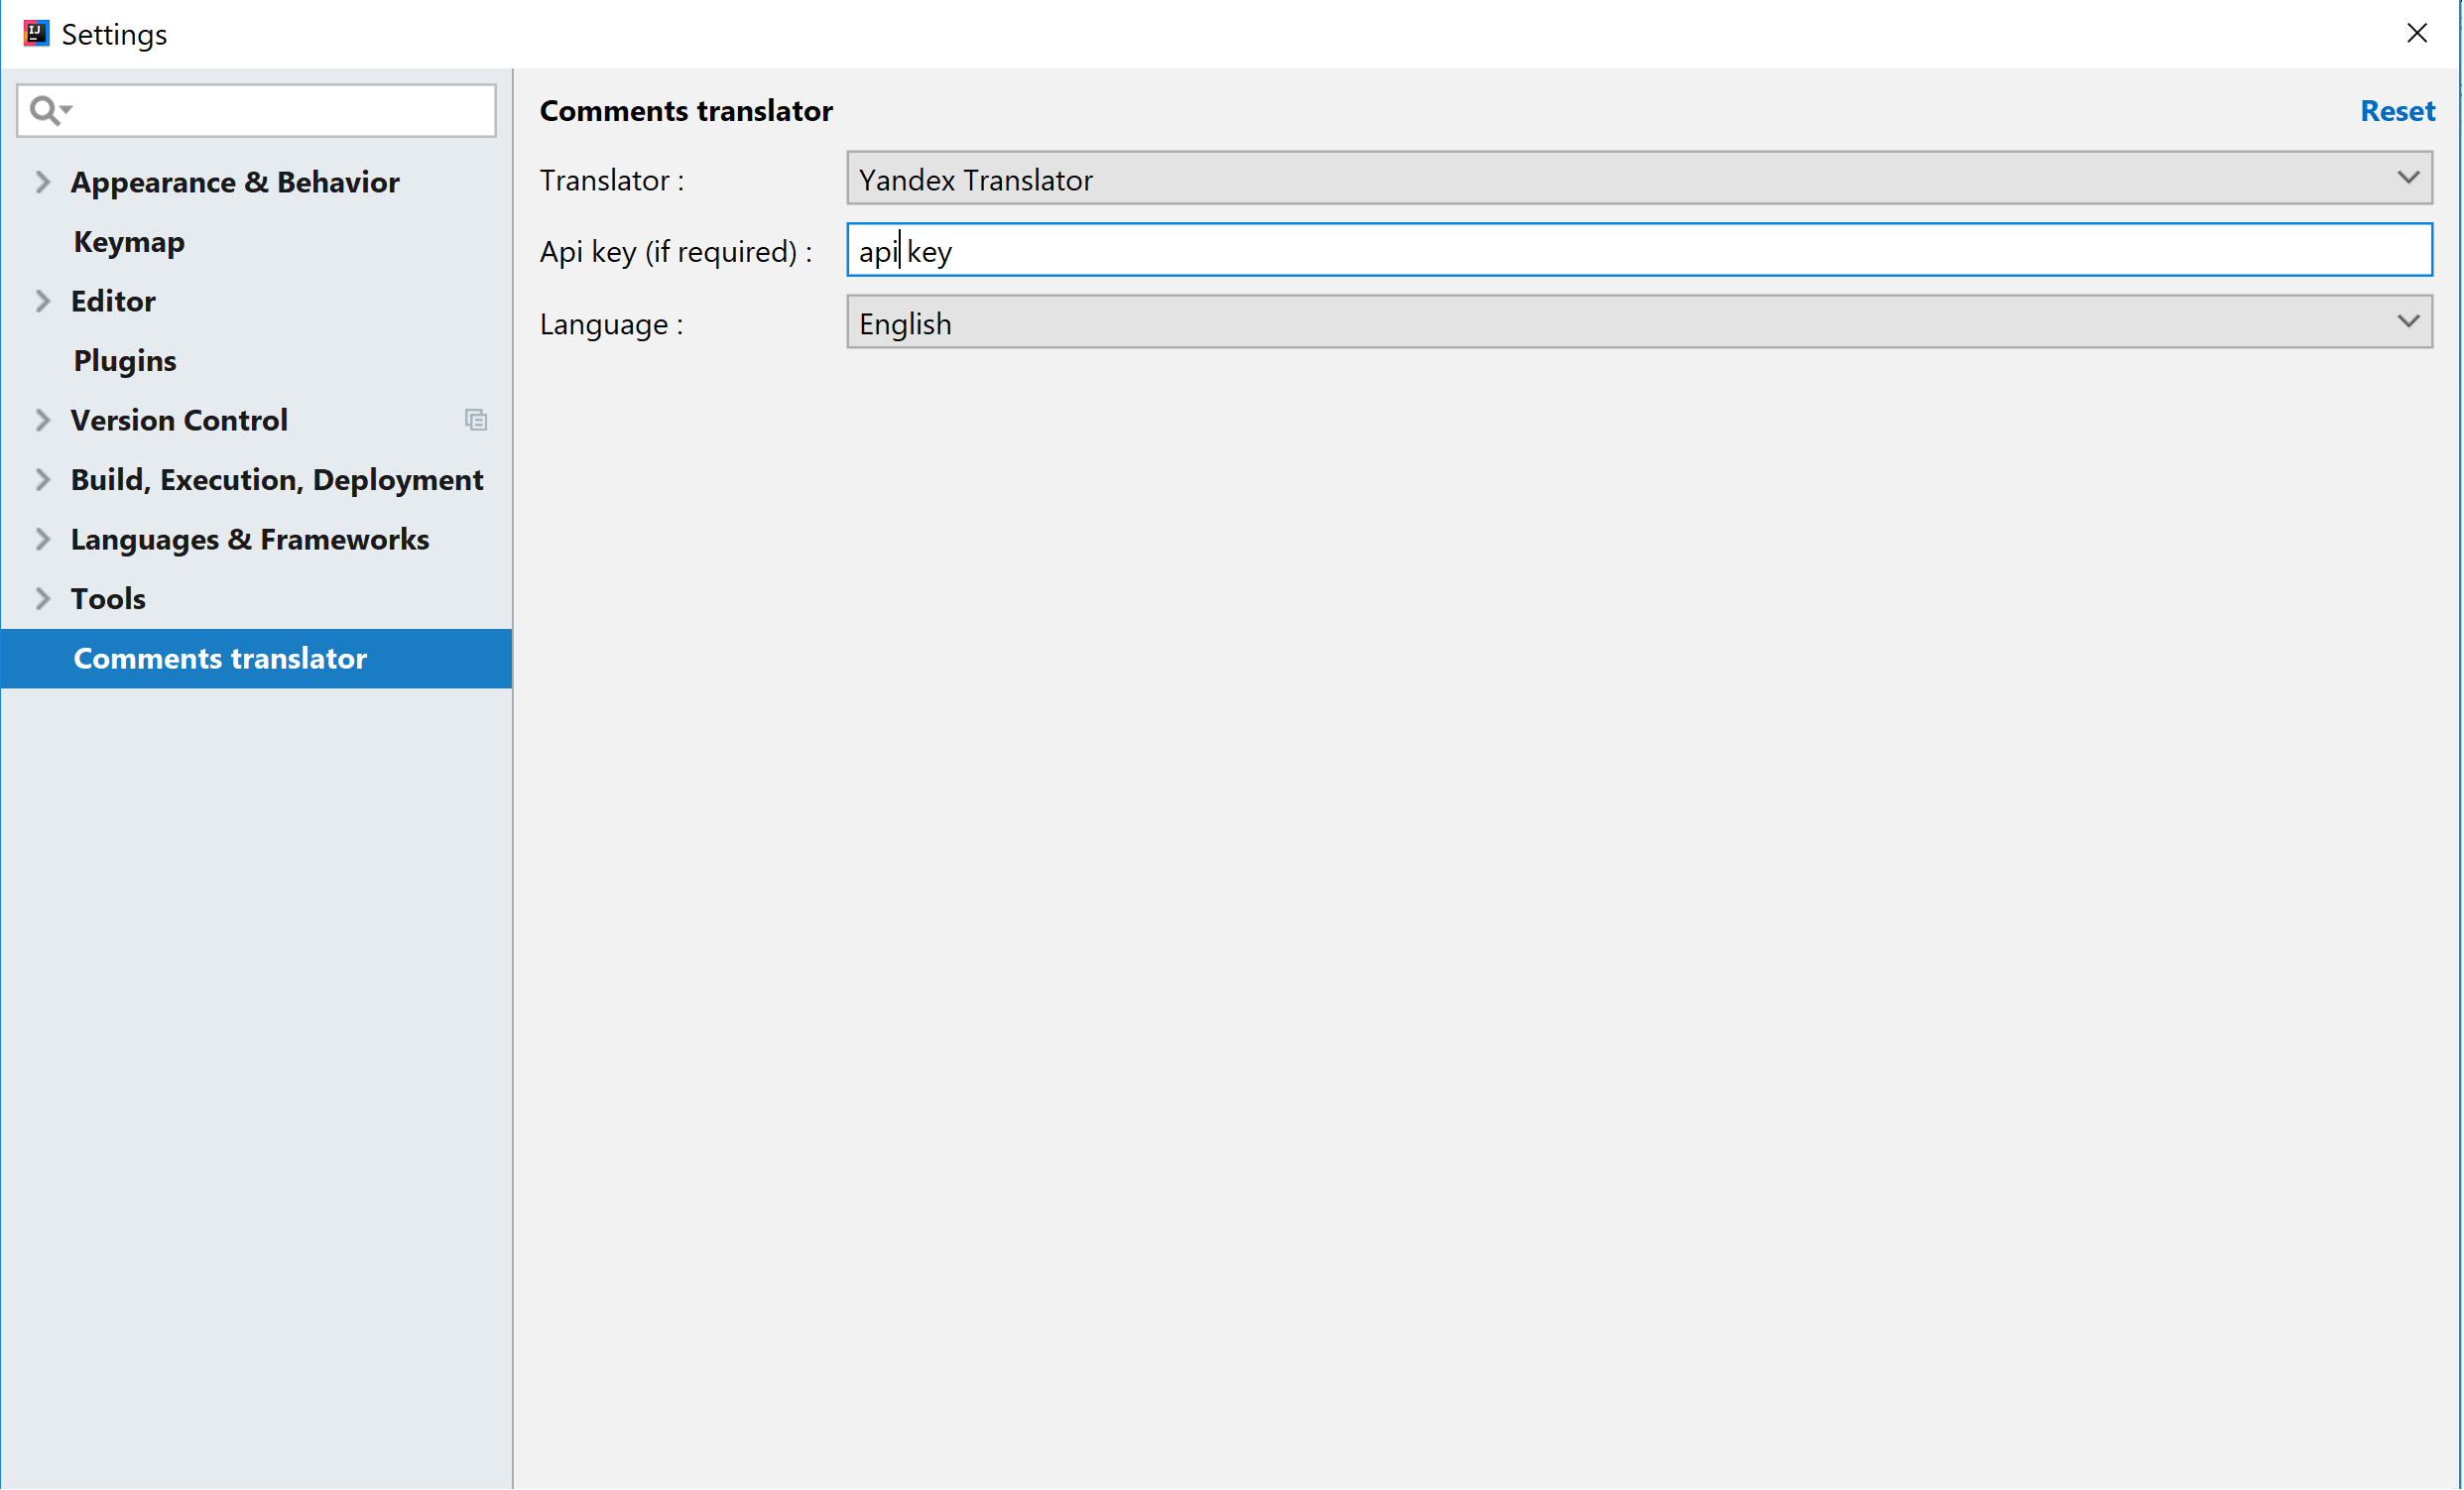 Settings
Comments translator
Reset
Translator :
Yandex Translator
Api key (if required) :
api key
Language :
English
Appearance & Behavior
Keymap
Editor
Plugins
Version Control
Build, Execution, Deployment
Languages & Frameworks
Tools
Comments translator